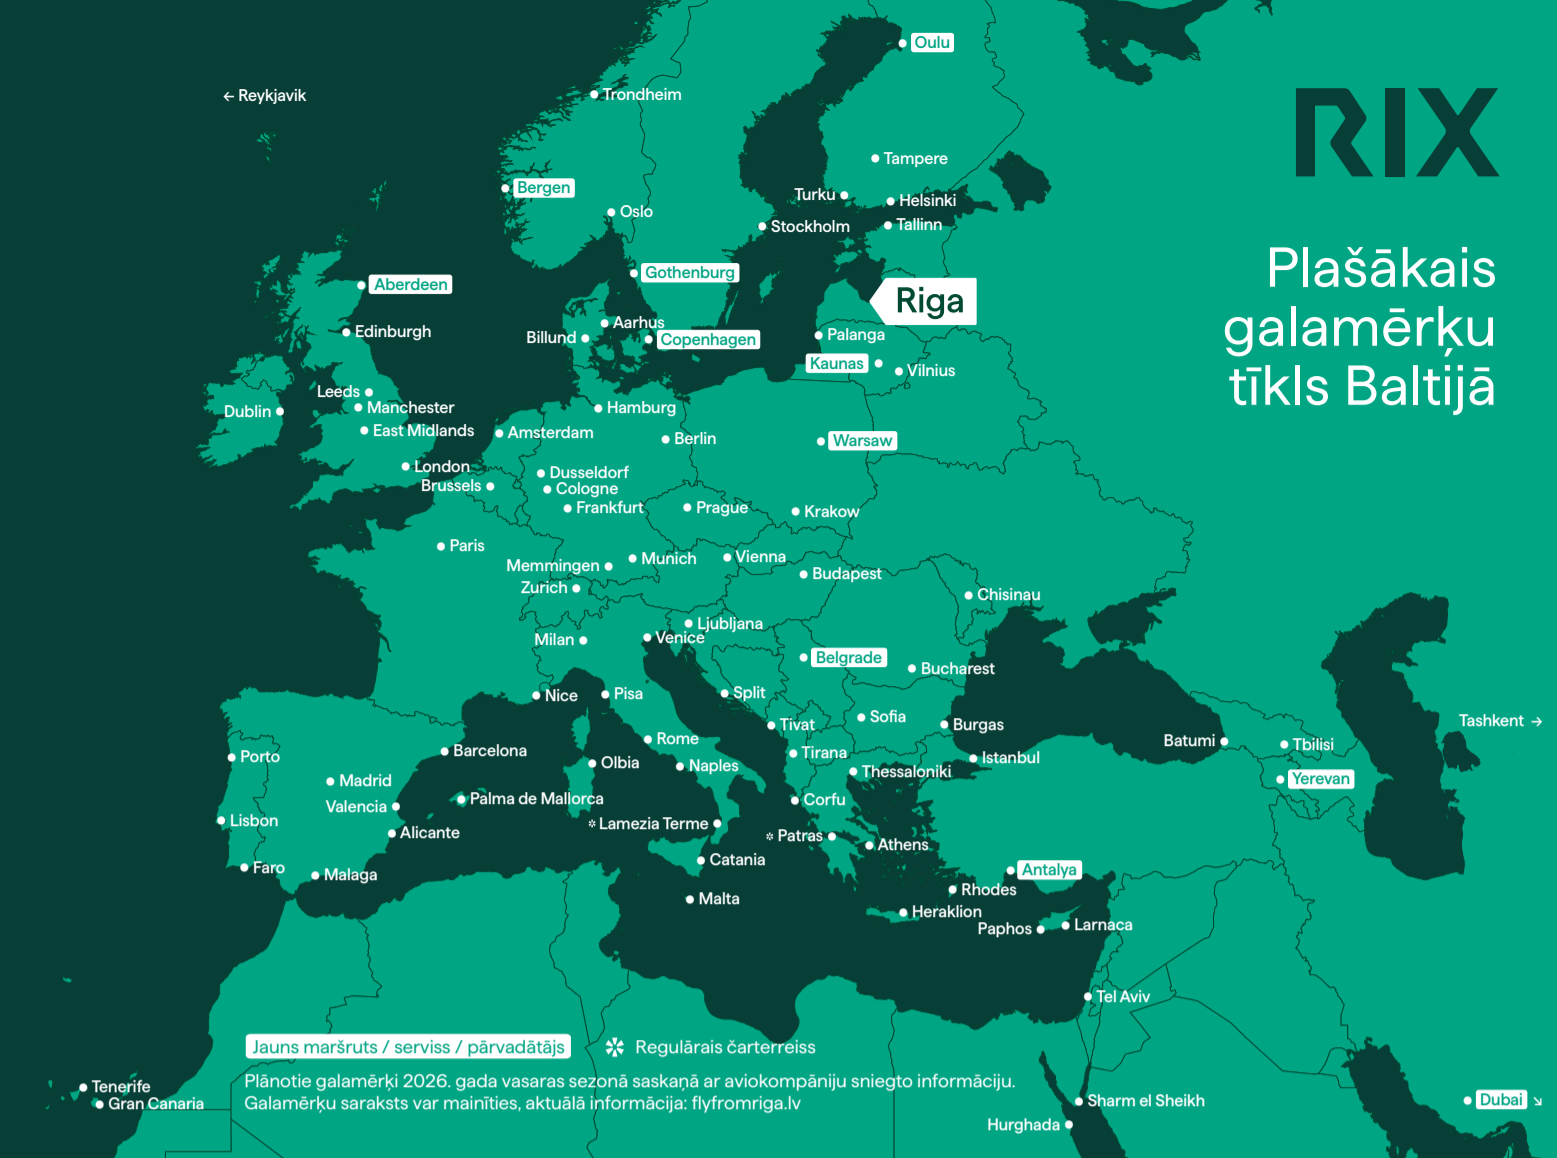 Oulu
← Reykjavik
Trondheim
RIX
Tampere
Bergen
Turku
Helsinki
Oslo
Stockholm
Tallinn
Plašākais
galamērķu
tīkls Baltijā
Gothenburg
Aberdeen
Riga
Aarhus
Edinburgh
Billund
Copenhagen
Palanga
Kaunas
Vilnius
Leeds
Manchester
Hamburg
Dublin
East Midlands
Amsterdam
Berlin
Warsaw
London
Dusseldorf
Brussels
Cologne
Frankfurt
Prague
Krakow
Paris
Munich
Vienna
Memmingen
Budapest
Zurich
Chisinau
Ljubljana
Milan
Venice
Belgrade
Bucharest
Nice
Pisa
Split
Sofia
Tashkent →
Tivat
Burgas
Rome
Batumi
Tbilisi
Barcelona
Tirana
Porto
Istanbul
Olbia
Naples
Thessaloniki
Yerevan
Madrid
Palma de Mallorca
Corfu
Valencia
Lisbon
Lamezia Terme
Alicante
Patras
Athens
Catania
Faro
Malaga
Antalya
Rhodes
Malta
Heraklion
Paphos
Larnaca
Tel Aviv
Jauns maršruts / serviss / pārvadātājs
Regulārais čarterreiss
Plānotie galamērķi 2026. gada vasaras sezonā saskaņā ar aviokompāniju sniegto informāciju.
Galamērķu saraksts var mainīties, aktuālā informācija: flyfromriga.lv
Tenerife
Gran Canaria
Sharm el Sheikh
Dubai ↘
Hurghada